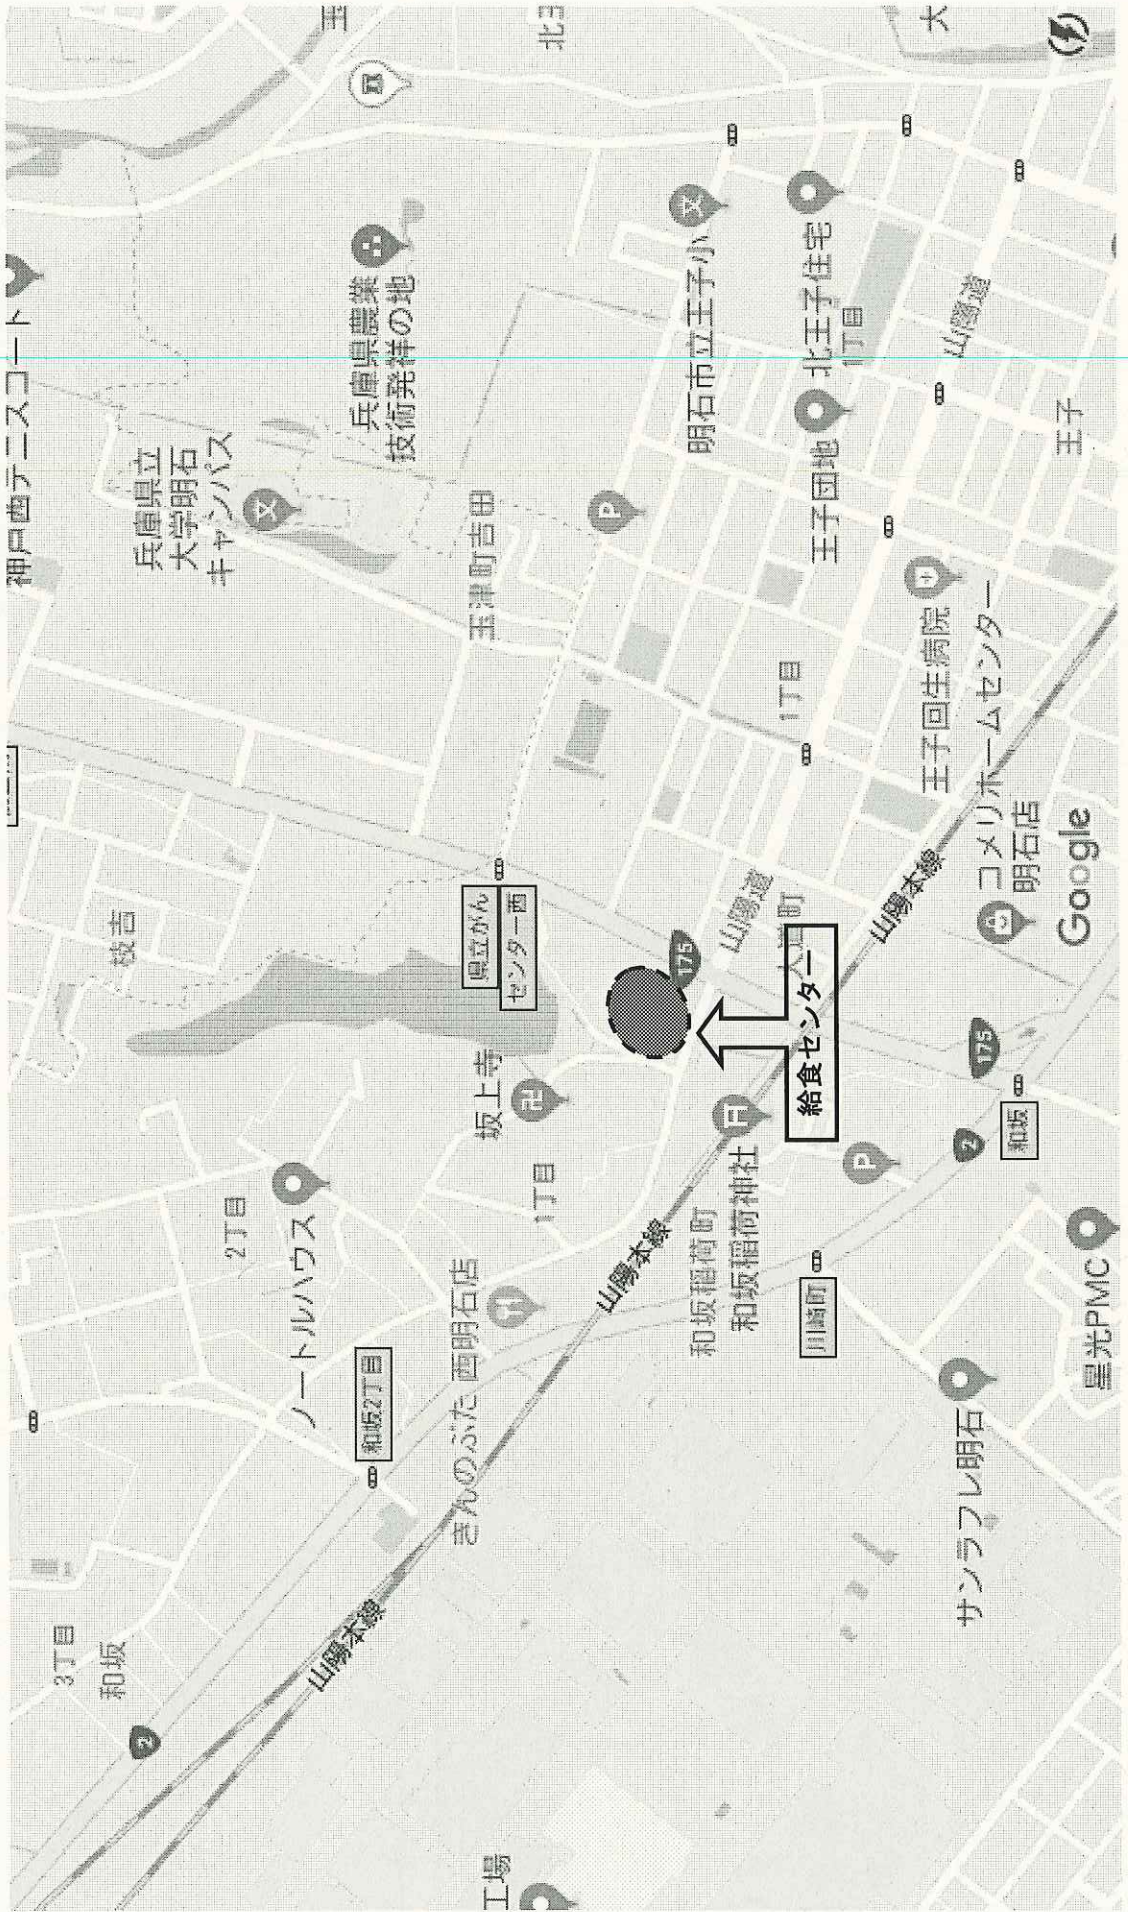 神戸西テニスコート
3丁目
和坂
2
枝吉
兵庫県立
大学明石
キャンパス
2丁目
ノートルハウス
山陽本線
和坂2丁目
兵庫県農業
技術発祥の地
きんのぶた 西明石店
坂上寺
県立がん
センター西
玉津町吉田
工場
1丁目
山陽本線
P
175
明石市立王子小
和坂稲荷町
和坂稲荷神社
山陽道
1丁目
給食センター
川崎町
王子団地
北王子住宅
1丁目
P
山陽本線
王子回生病院
2
175
山陽道
サンラフレ明石
コメリホームセンター
明石店
和坂
王子
Google
星光PMC